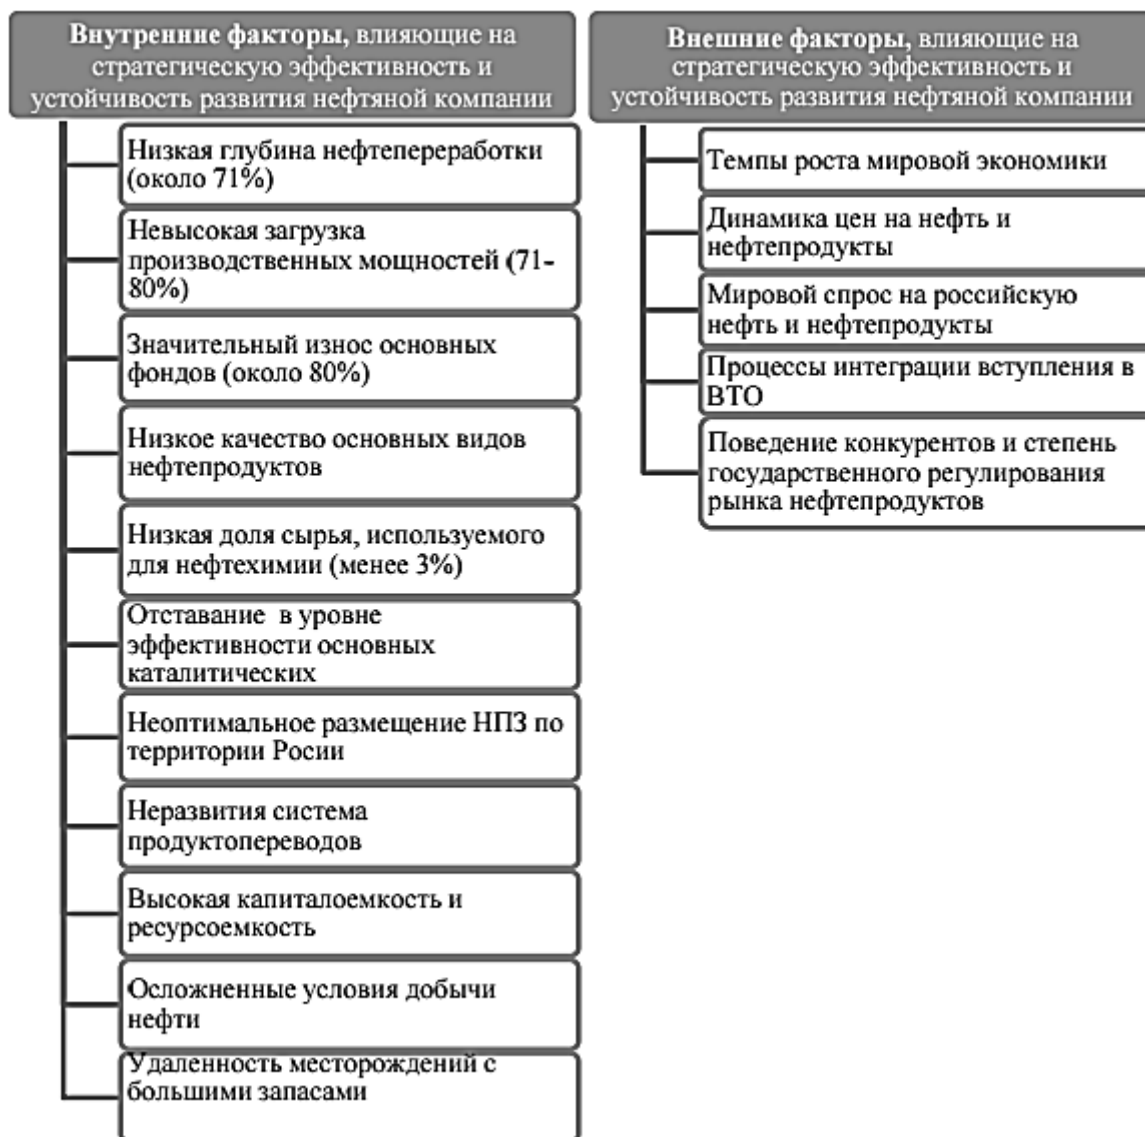 Внутренние факторы, влияющие на
стратегическую эффективность и
устойчивость развития нефтяной компании
Низкая глубина нефтепереработки
(около 71%)
Невысокая загрузка
производственных мощностей (71-
80%)
Значительный износ основных
фондов (около 80%)
Низкое качество основных видов
нефтепродуктов
Низкая доля сырья, используемого
для нефтехимии (менее 3%)
Отставание в уровне
эффективности основных
каталитических
Неоптимальное размещение НПЗ по
территории Росии
Неразвития система
продуктопереводов
Высокая капиталоемкость и
ресурсоемкость
Осложненные условия добычи
нефти
Удаленность месторождений с
большими запасами
Внешние факторы, влияющие на
стратегическую эффективность и
устойчивость развития нефтяной компании
Темпы роста мировой экономики
Динамика цен на нефть и
нефтепродукты
Мировой спрос на российскую
нефть и нефтепродукты
Процессы интеграции вступления в
ВТО
Поведение конкурентов и степень
государственного регулирования
рынка нефтепродуктов